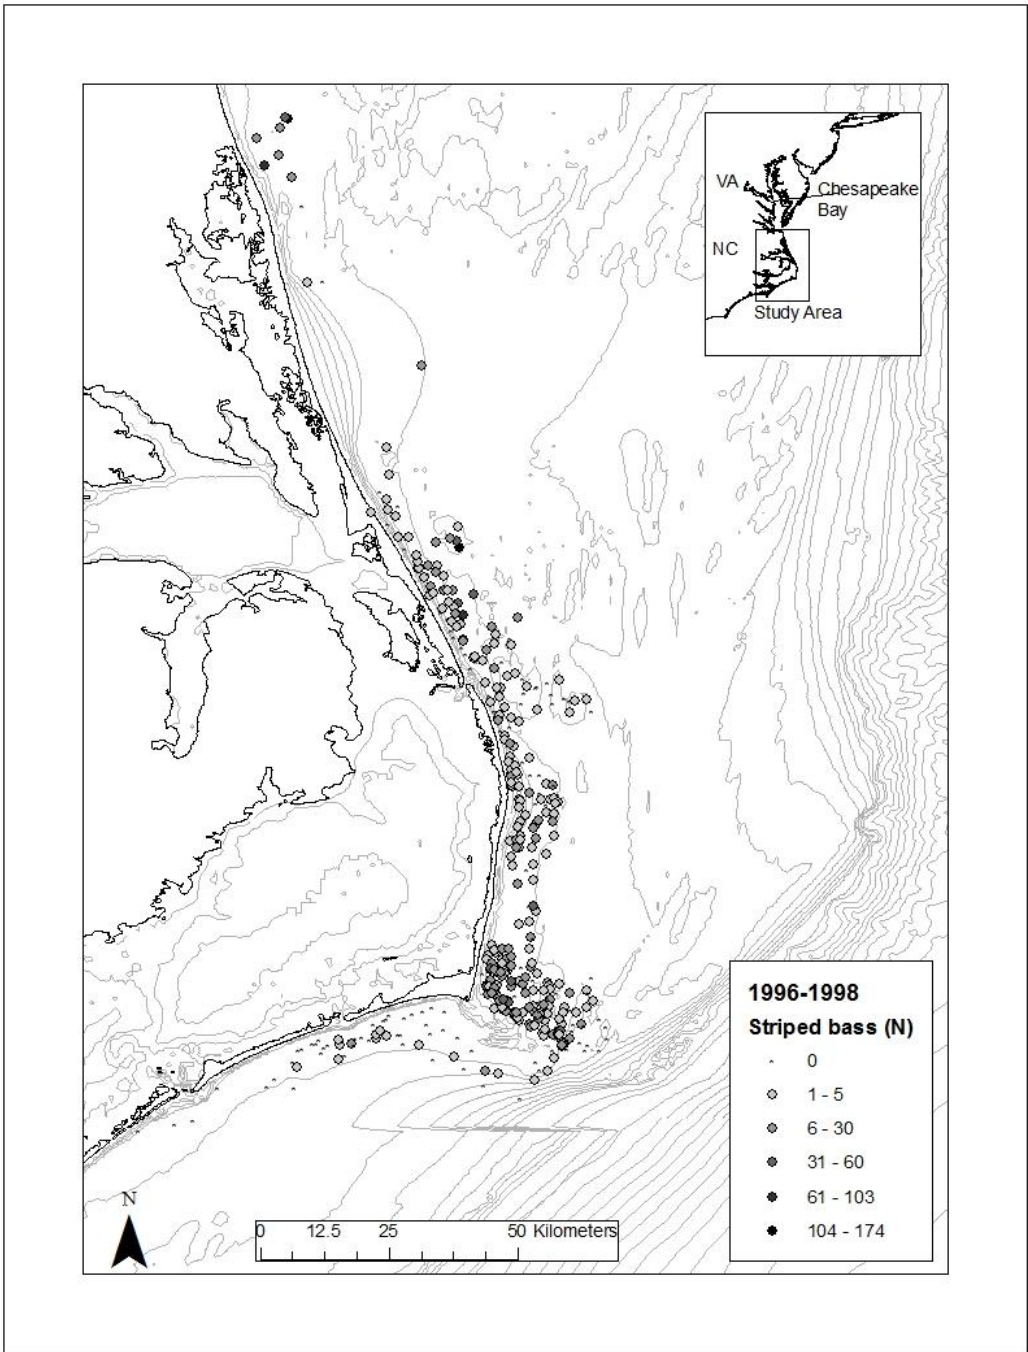 VA
Chesapeake
Bay
NC
Study Area
1996-1998
Striped bass (N)
0
1 - 5
6 - 30
31 - 60
61 - 103
104 - 174
N
0 12.5 25 50 Kilometers